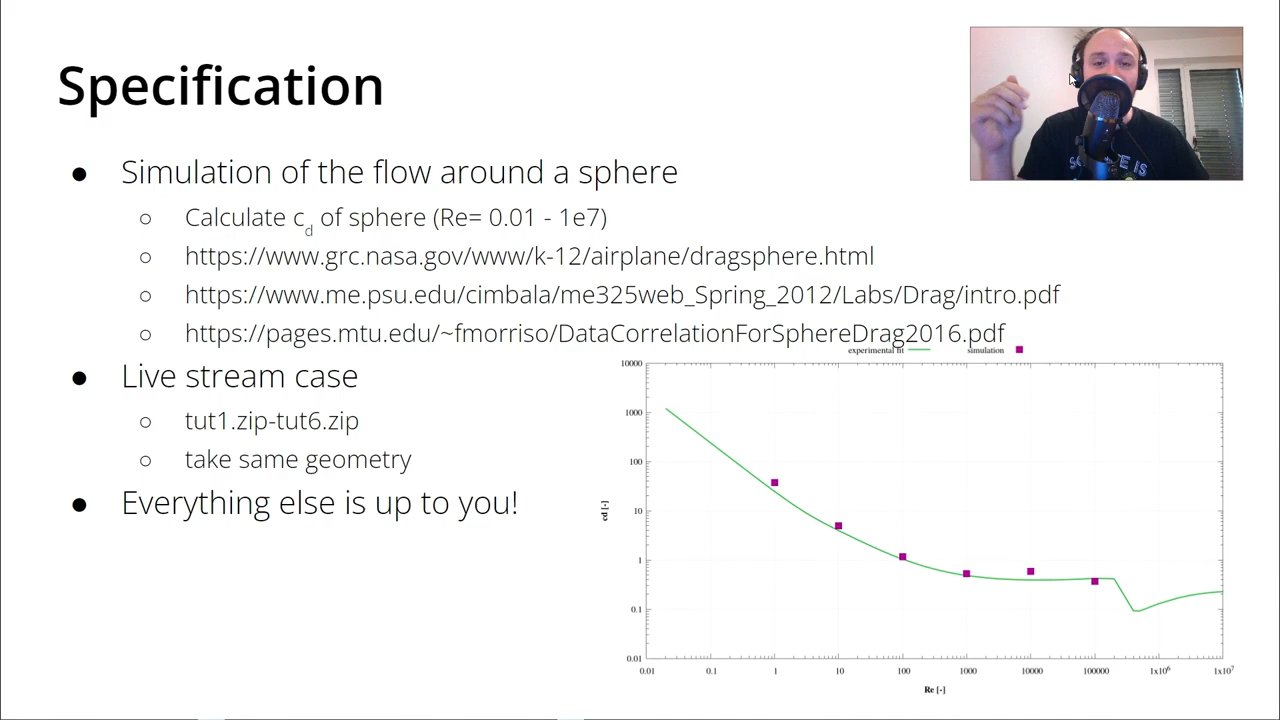 Specification
● Simulation of the flow around a sphere
○ Calculate cd of sphere (Re= 0.01 - 1e7)
○ https://www.grc.nasa.gov/www/k-12/airplane/dragsphere.html
○ https://www.me.psu.edu/cimbala/me325web_Spring_2012/Labs/Drag/intro.pdf
○ https://pages.mtu.edu/~fmorriso/DataCorrelationForSphereDrag2016.pdf
● Live stream case
○ tut1.zip-tut6.zip
○ take same geometry
● Everything else is up to you!
experimental fit simulation
10000
1000
100
10
1
0.1
0.01
cd [-]
0.01 0.1 1 10 100 1000 10000 100000 1x10^6 1x10^7
Re [-]